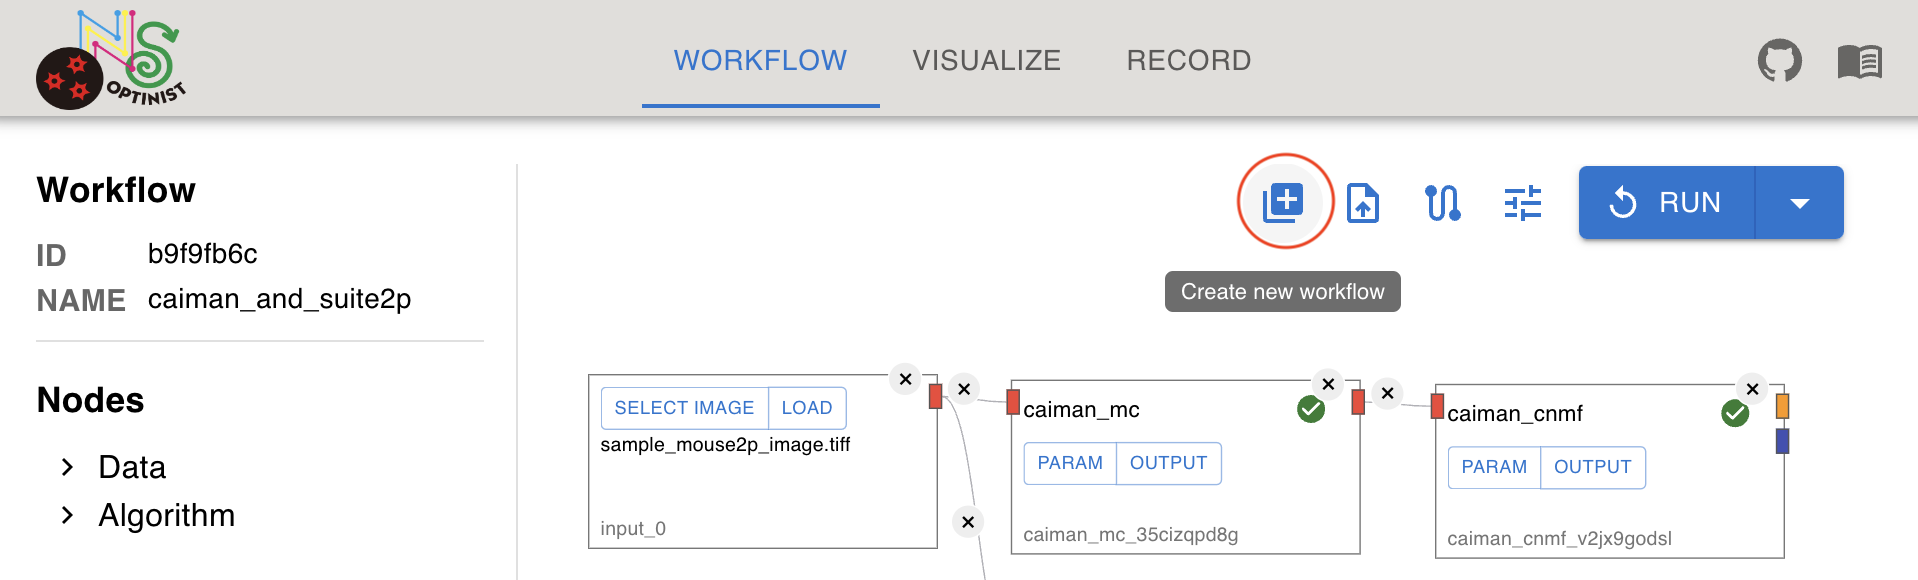 NS
OPTINIST
WORKFLOW VISUALIZE RECORD
Workflow
ID b9f9fb6c
NAME caiman_and_suite2p
Nodes
Data
Algorithm
RUN
Create new workflow
SELECT IMAGE LOAD
sample_mouse2p_image.tiff
input_0
caiman_mc
PARAM OUTPUT
caiman_mc_35cizqpd8g
caiman_cnmf
PARAM OUTPUT
caiman_cnmf_v2jx9godsl